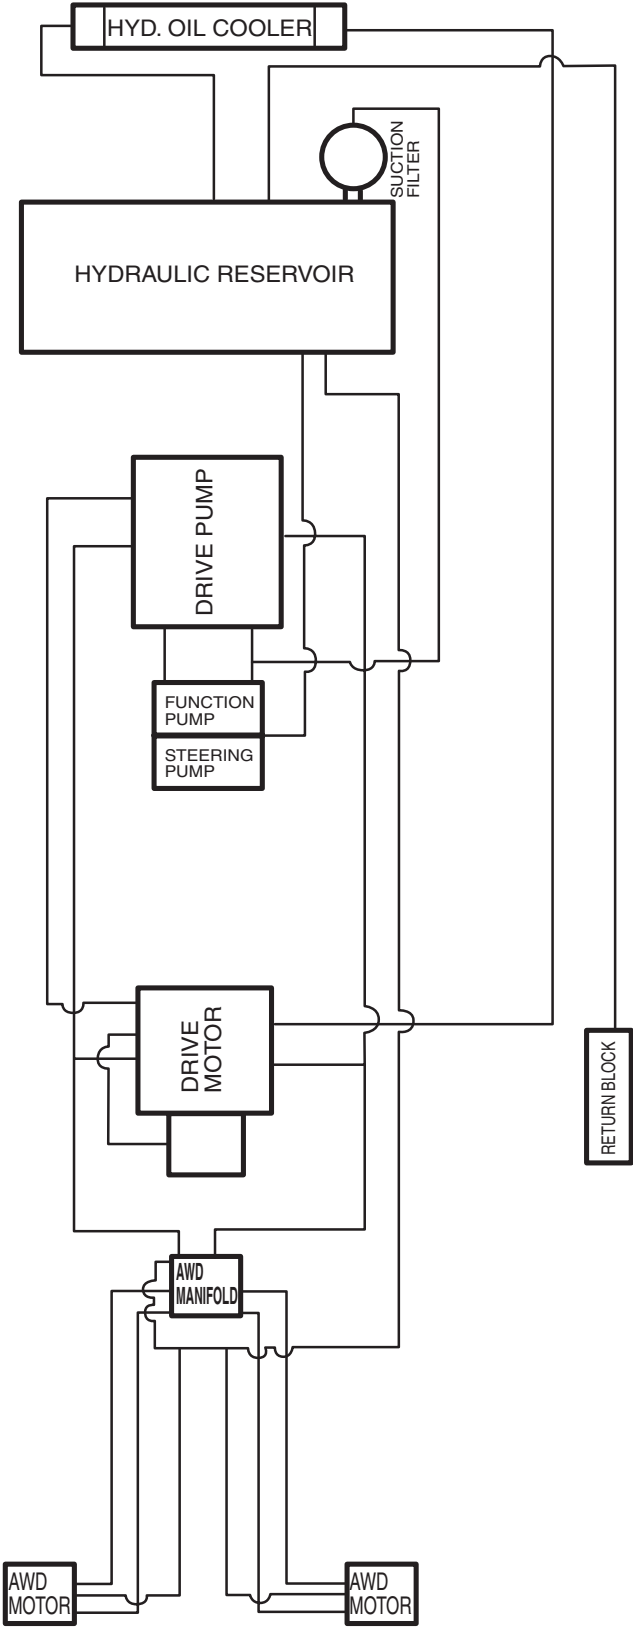 HYD. OIL COOLER
SUCTION
FILTER
HYDRAULIC RESERVOIR
DRIVE PUMP
FUNCTION
PUMP
STEERING
PUMP
DRIVE
MOTOR
RETURN BLOCK
AWD
MANIFOLD
AWD
MOTOR
AWD
MOTOR